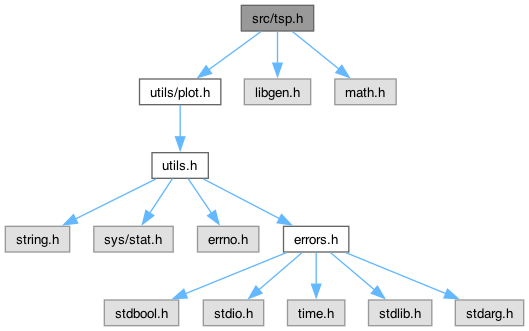 src/tsp.h
utils/plot.h
libgen.h
math.h
utils.h
string.h
sys/stat.h
errno.h
errors.h
stdbool.h
stdio.h
time.h
stdlib.h
stdarg.h